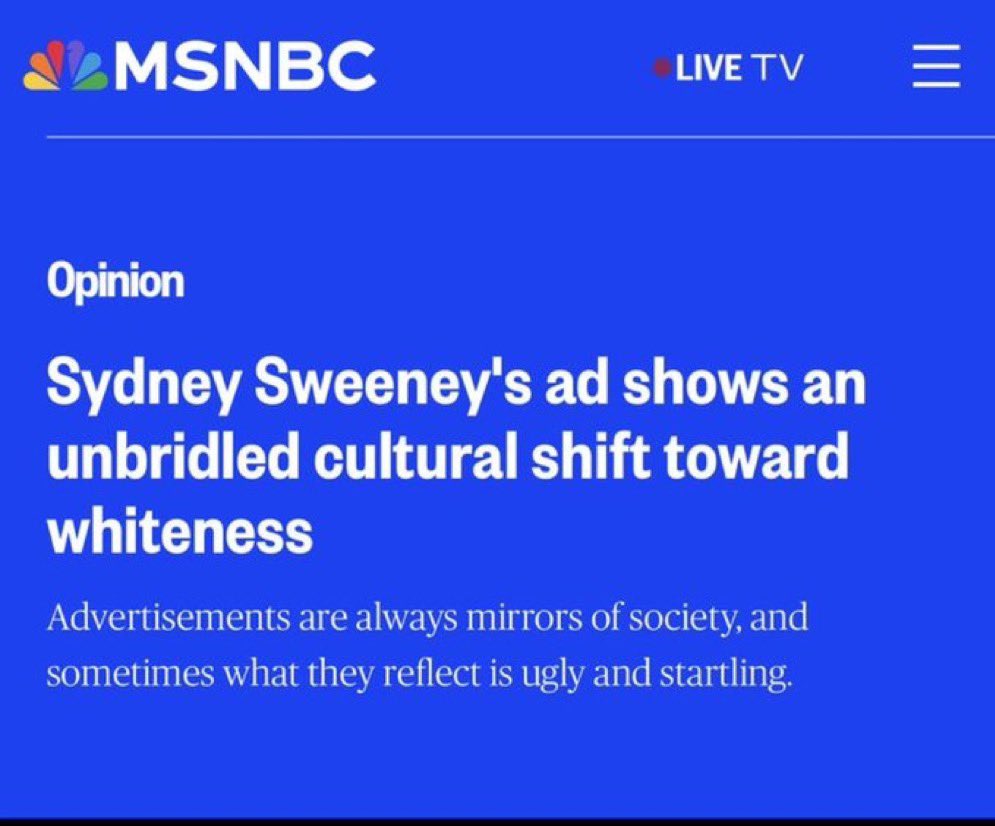 MSNBC
LIVE TV
Opinion
Sydney Sweeney's ad shows an
unbridled cultural shift toward
whiteness
Advertisements are always mirrors of society, and
sometimes what they reflect is ugly and startling.